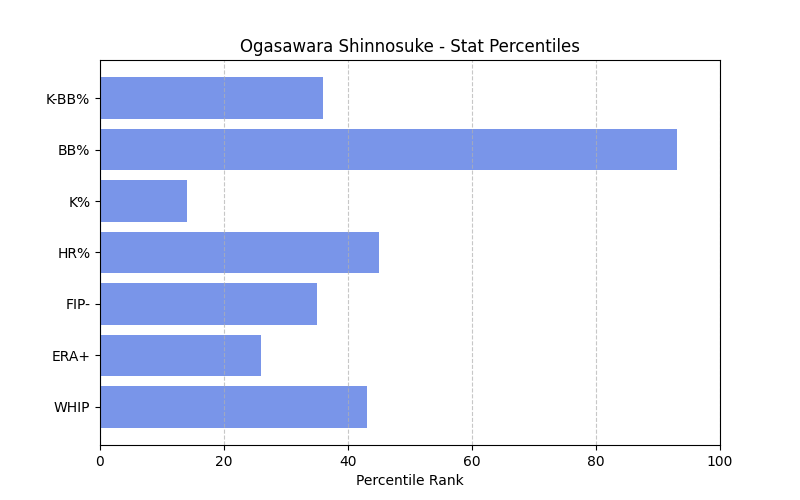 Ogasawara Shinnosuke - Stat Percentiles
K-BB%
BB%
K%
HR%
FIP-
ERA+
WHIP
0 20 40 60 80 100
Percentile Rank